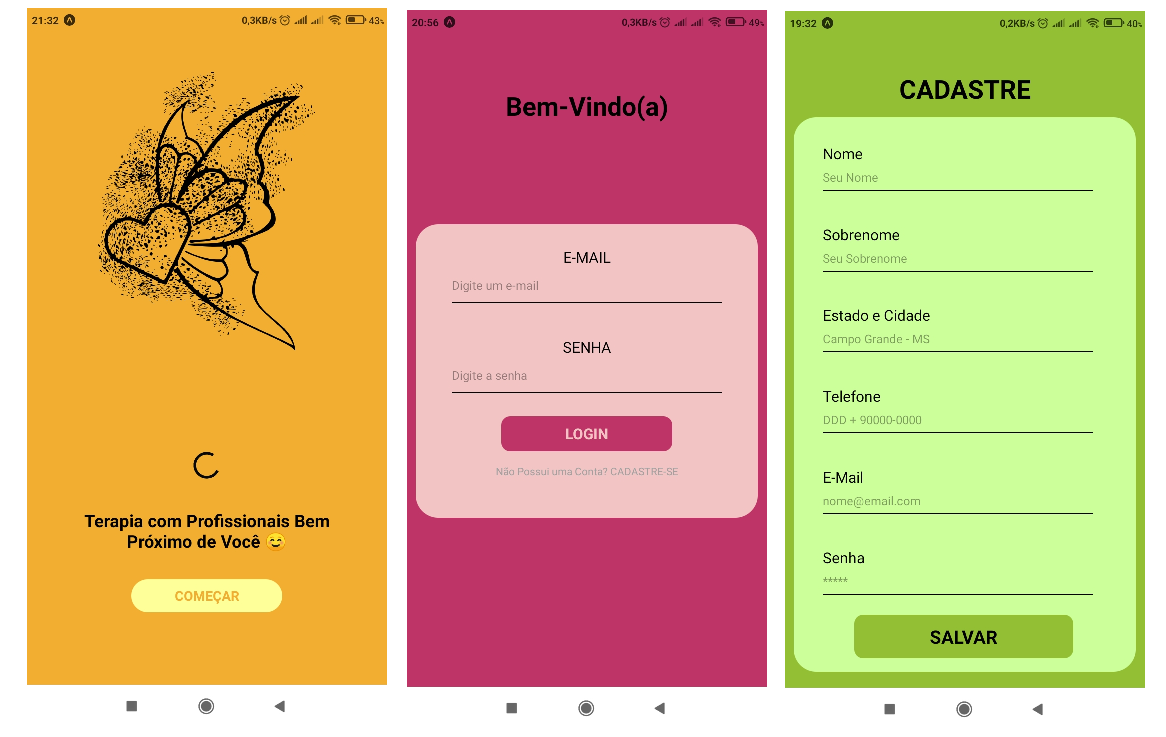 21:32 0,3KB/s 43%
Terapia com Profissionais Bem
Próximo de Você 😊
COMEÇAR
20:56 0,3KB/s 49%
Bem-Vindo(a)
E-MAIL
Digite um e-mail
SENHA
Digite a senha
LOGIN
Não Possui uma Conta? CADASTRE-SE
19:32 0,2KB/s 40%
CADASTRE
Nome
Seu Nome
Sobrenome
Seu Sobrenome
Estado e Cidade
Campo Grande - MS
Telefone
DDD + 90000-0000
E-Mail
nome@email.com
Senha
*****
SALVAR